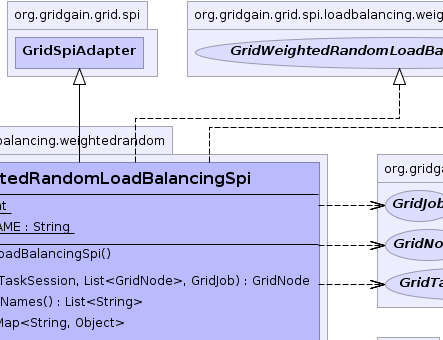 org.gridgain.grid.spi
GridSpiAdapter
org.gridgain.grid.spi.loadbalancing.weig
GridWeightedRandomLoadBa
balancing.weightedrandom
tedRandomLoadBalancingSpi
nt
AME : String
oadBalancingSpi()
TaskSession, List<GridNode>, GridJob) : GridNode
Names() : List<String>
Map<String, Object>
org.gridga
GridJob
GridNo
GridTa